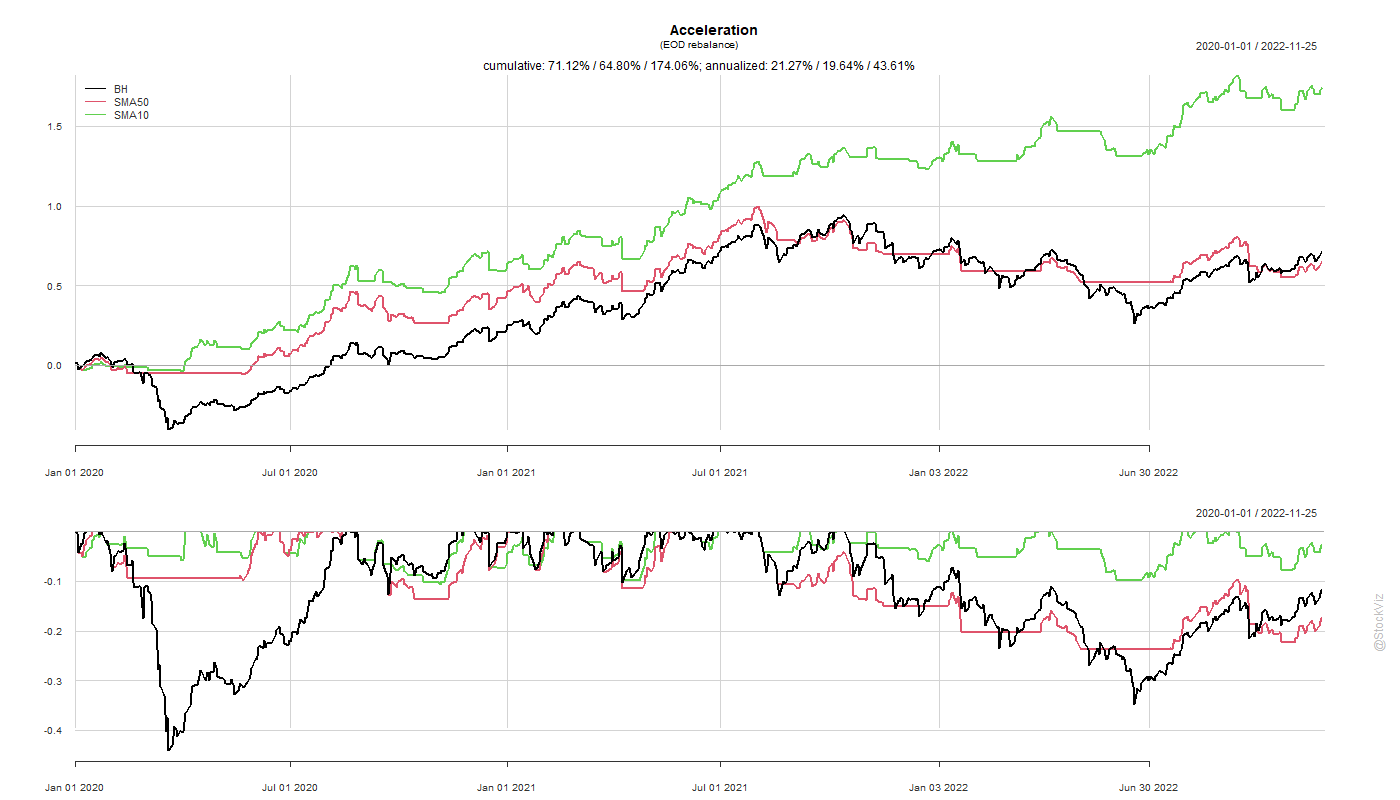 Acceleration
(EOD rebalance)
2020-01-01 / 2022-11-25
cumulative: 71.12% / 64.80% / 174.06%; annualized: 21.27% / 19.64% / 43.61%
BH
SMA50
SMA10
1.5
1.0
0.5
0.0
Jan 01 2020 Jul 01 2020 Jan 01 2021 Jul 01 2021 Jan 03 2022 Jun 30 2022
2020-01-01 / 2022-11-25
-0.1
-0.2
-0.3
-0.4
Jan 01 2020 Jul 01 2020 Jan 01 2021 Jul 01 2021 Jan 03 2022 Jun 30 2022
@StockViz